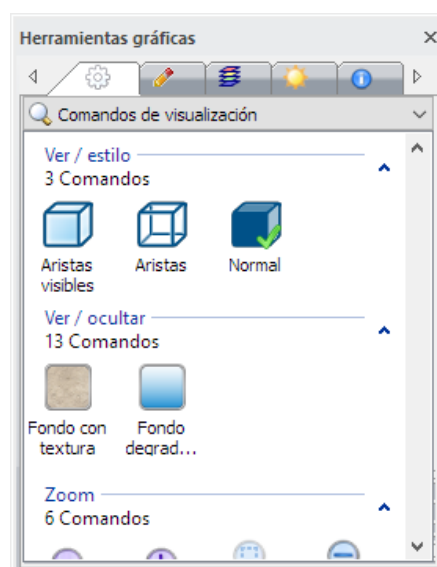 Herramientas gráficas
Comandos de visualización
Ver / estilo
3 Comandos
Aristas visibles
Aristas
Normal
Ver / ocultar
13 Comandos
Fondo con textura
Fondo degrad...
Zoom
6 Comandos